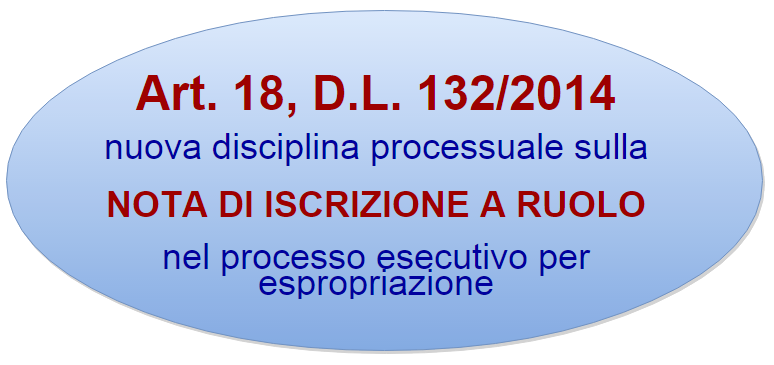 Art. 18, D.L. 132/2014
nuova disciplina processuale sulla
NOTA DI ISCRIZIONE A RUOLO
nel processo esecutivo per
espropriazione